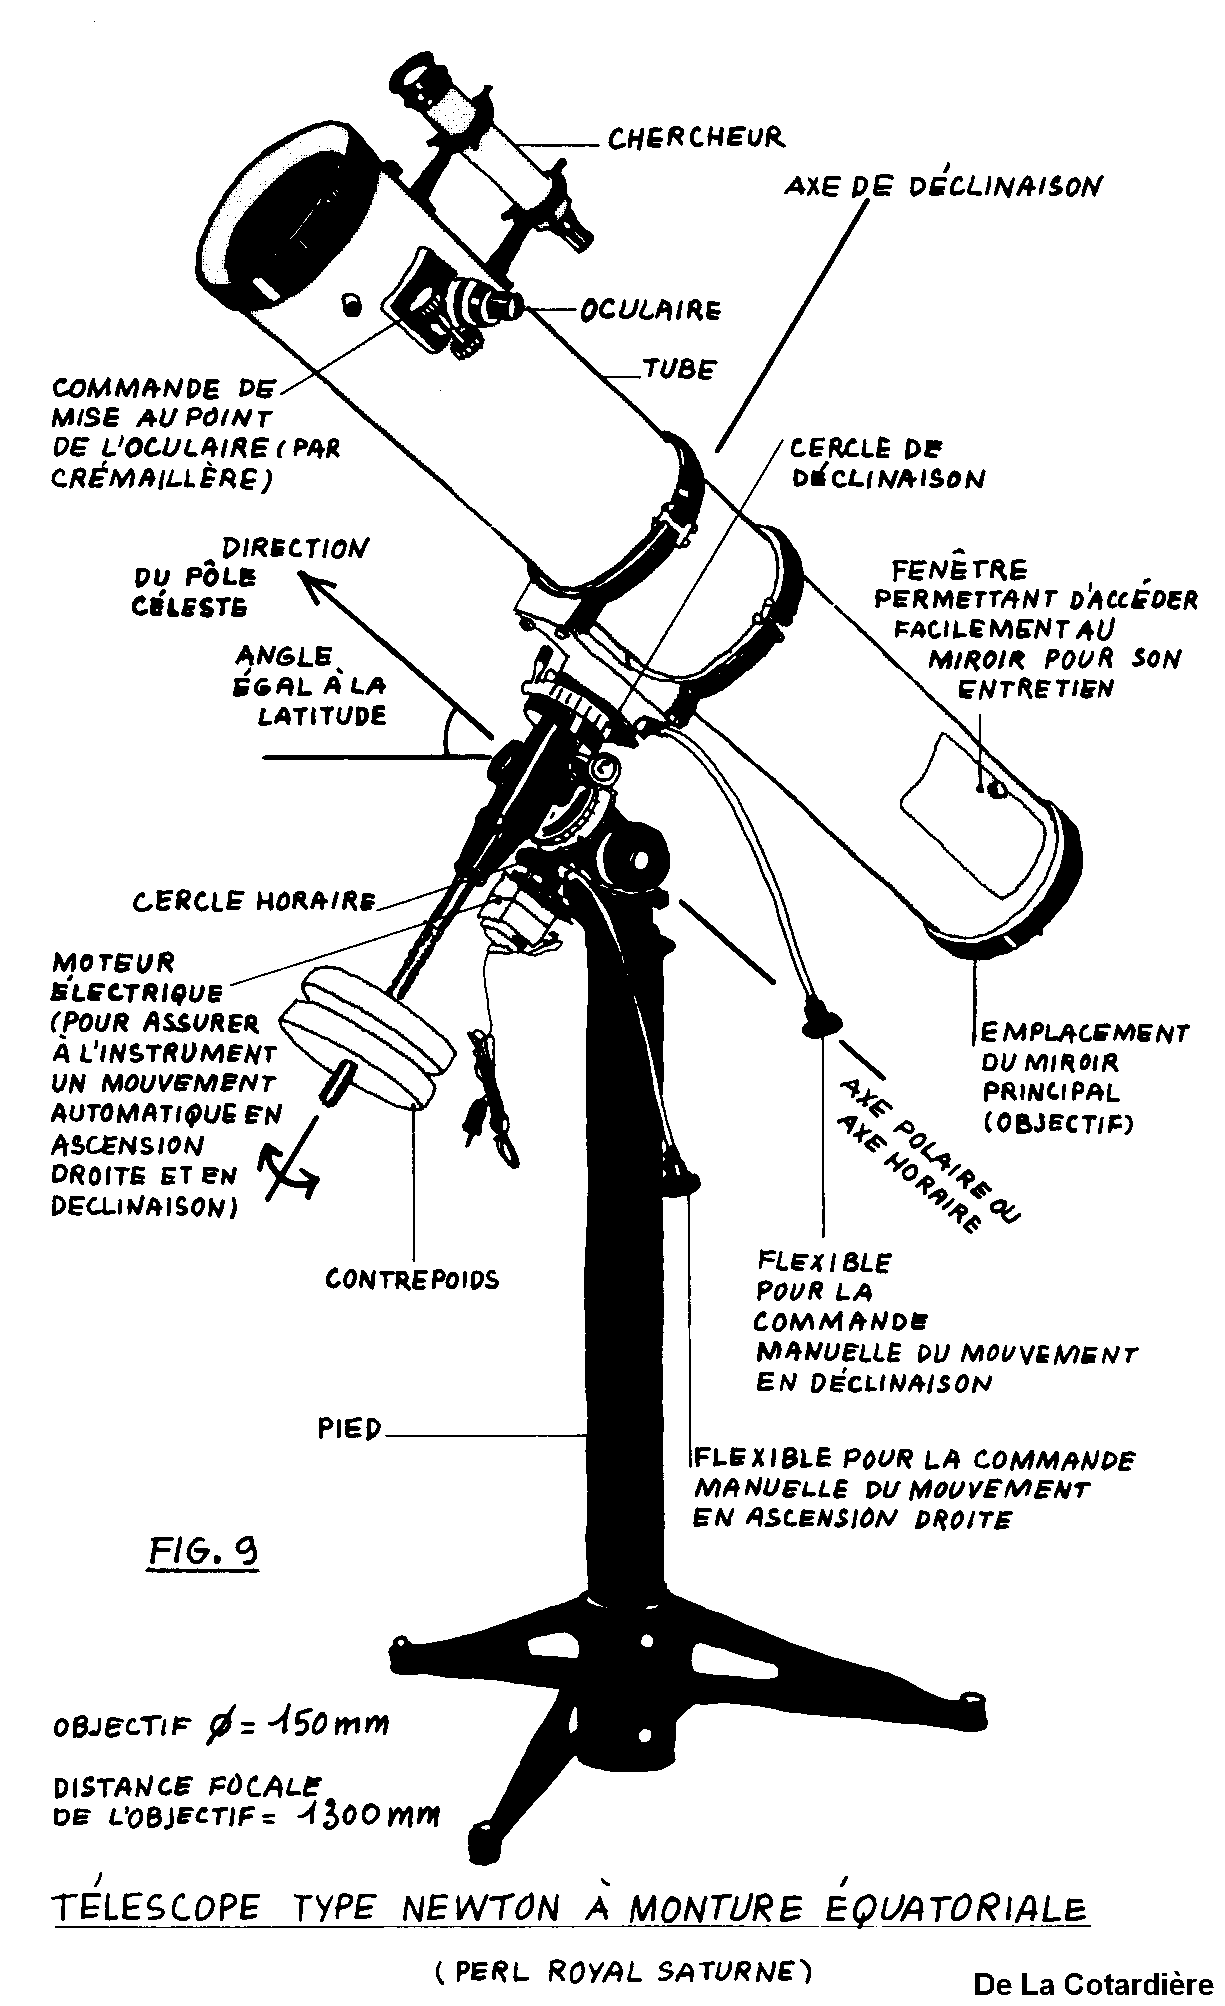 CHERCHEUR
AXE DE DÉCLINAISON
OCULAIRE
TUBE
COMMANDE DE
MISE AU POINT
DE L'OCULAIRE (PAR
CRÉMAILLÈRE)
CERCLE DE
DÉCLINAISON
DIRECTION
DU PÔLE
CÉLESTE
FENÊTRE
PERMETTANT D'ACCÉDER
FACILEMENT AU
MIROIR POUR SON
ENTRETIEN
ANGLE
ÉGAL À LA
LATITUDE
CERCLE HORAIRE
MOTEUR
ÉLECTRIQUE
(POUR ASSURER
À L'INSTRUMENT
UN MOUVEMENT
AUTOMATIQUE EN
ASCENSION
DROITE ET EN
DECLINAISON)
EMPLACEMENT
DU MIROIR
PRINCIPAL
(OBJECTIF)
AXE POLAIRE OU
AXE HORAIRE
CONTREPOIDS
FLEXIBLE
POUR LA
COMMANDE
MANUELLE DU MOUVEMENT
EN DÉCLINAISON
PIED
FLEXIBLE POUR LA COMMANDE
MANUELLE DU MOUVEMENT
EN ASCENSION DROITE
FIG. 9
OBJECTIF Ø = 150 mm
DISTANCE FOCALE
DE L'OBJECTIF = 1300 mm
TÉLESCOPE TYPE NEWTON À MONTURE ÉQUATORIALE
(PERL ROYAL SATURNE)
De La Cotardière